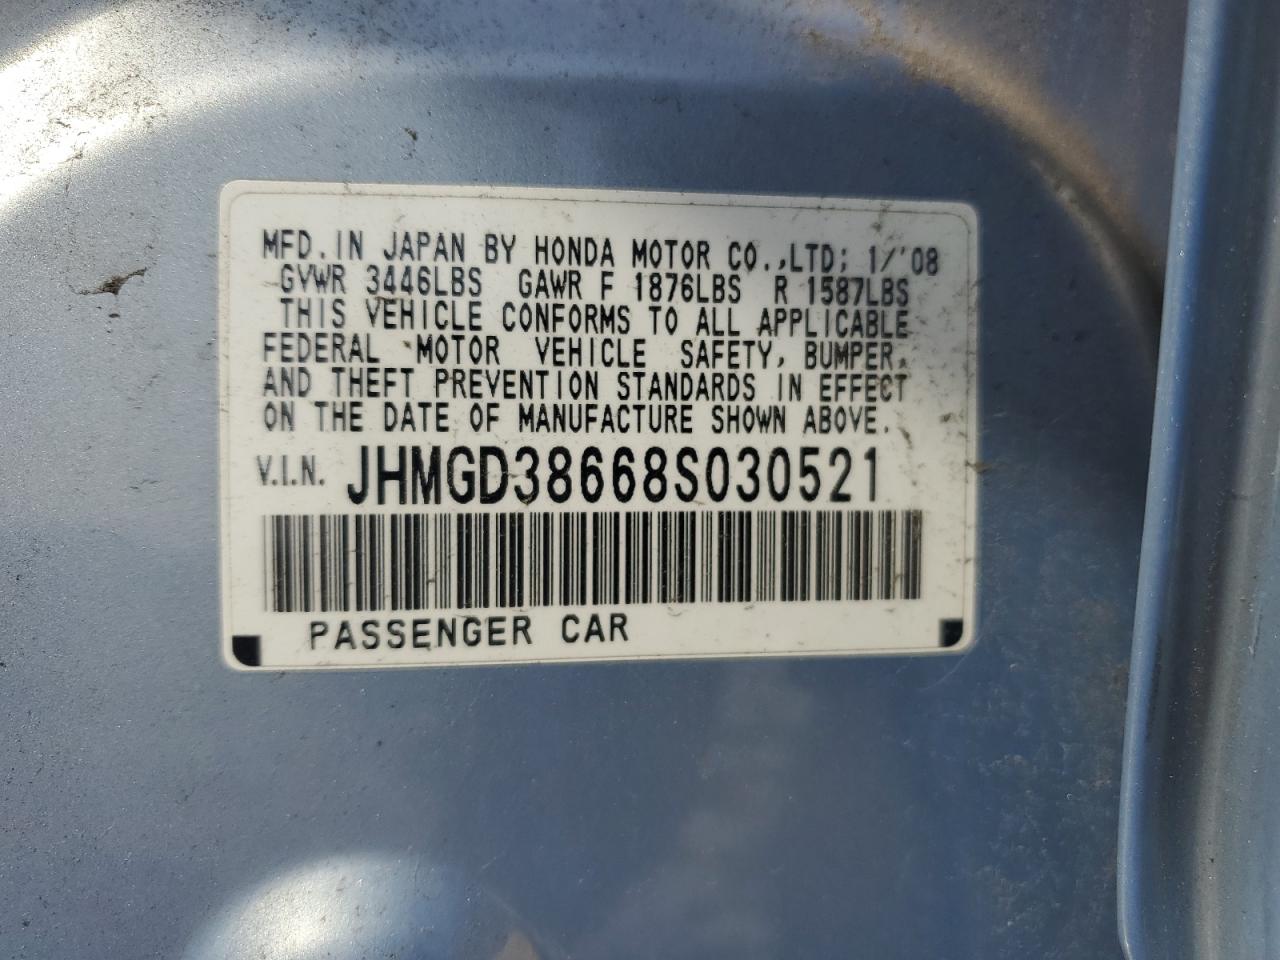 MFD. IN JAPAN BY HONDA MOTOR CO.,LTD; 1/'08
GVWR 3446LBS GAWR F 1876LBS R 1587LBS
THIS VEHICLE CONFORMS TO ALL APPLICABLE
FEDERAL MOTOR VEHICLE SAFETY, BUMPER,
AND THEFT PREVENTION STANDARDS IN EFFECT
ON THE DATE OF MANUFACTURE SHOWN ABOVE.
V.I.N. JHMGD38668S030521
PASSENGER CAR